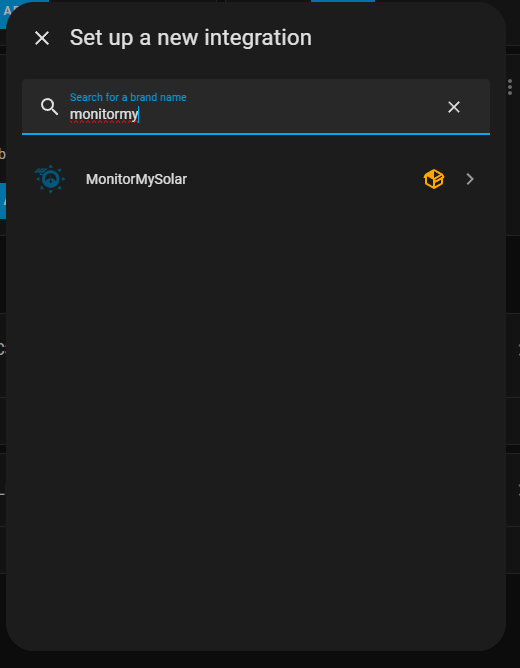 Set up a new integration
Search for a brand name
monitormy
MonitorMySolar